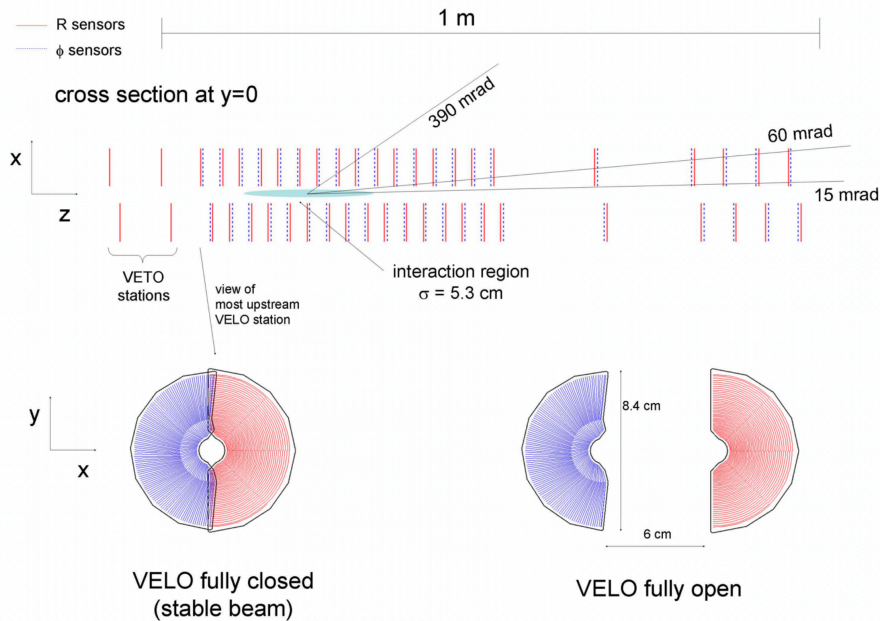 R sensors
ϕ sensors
1 m
cross section at y=0
390 mrad
60 mrad
15 mrad
x
z
VETO
stations
interaction region
σ = 5.3 cm
view of
most upstream
VELO station
y
x
8.4 cm
6 cm
VELO fully closed
(stable beam)
VELO fully open